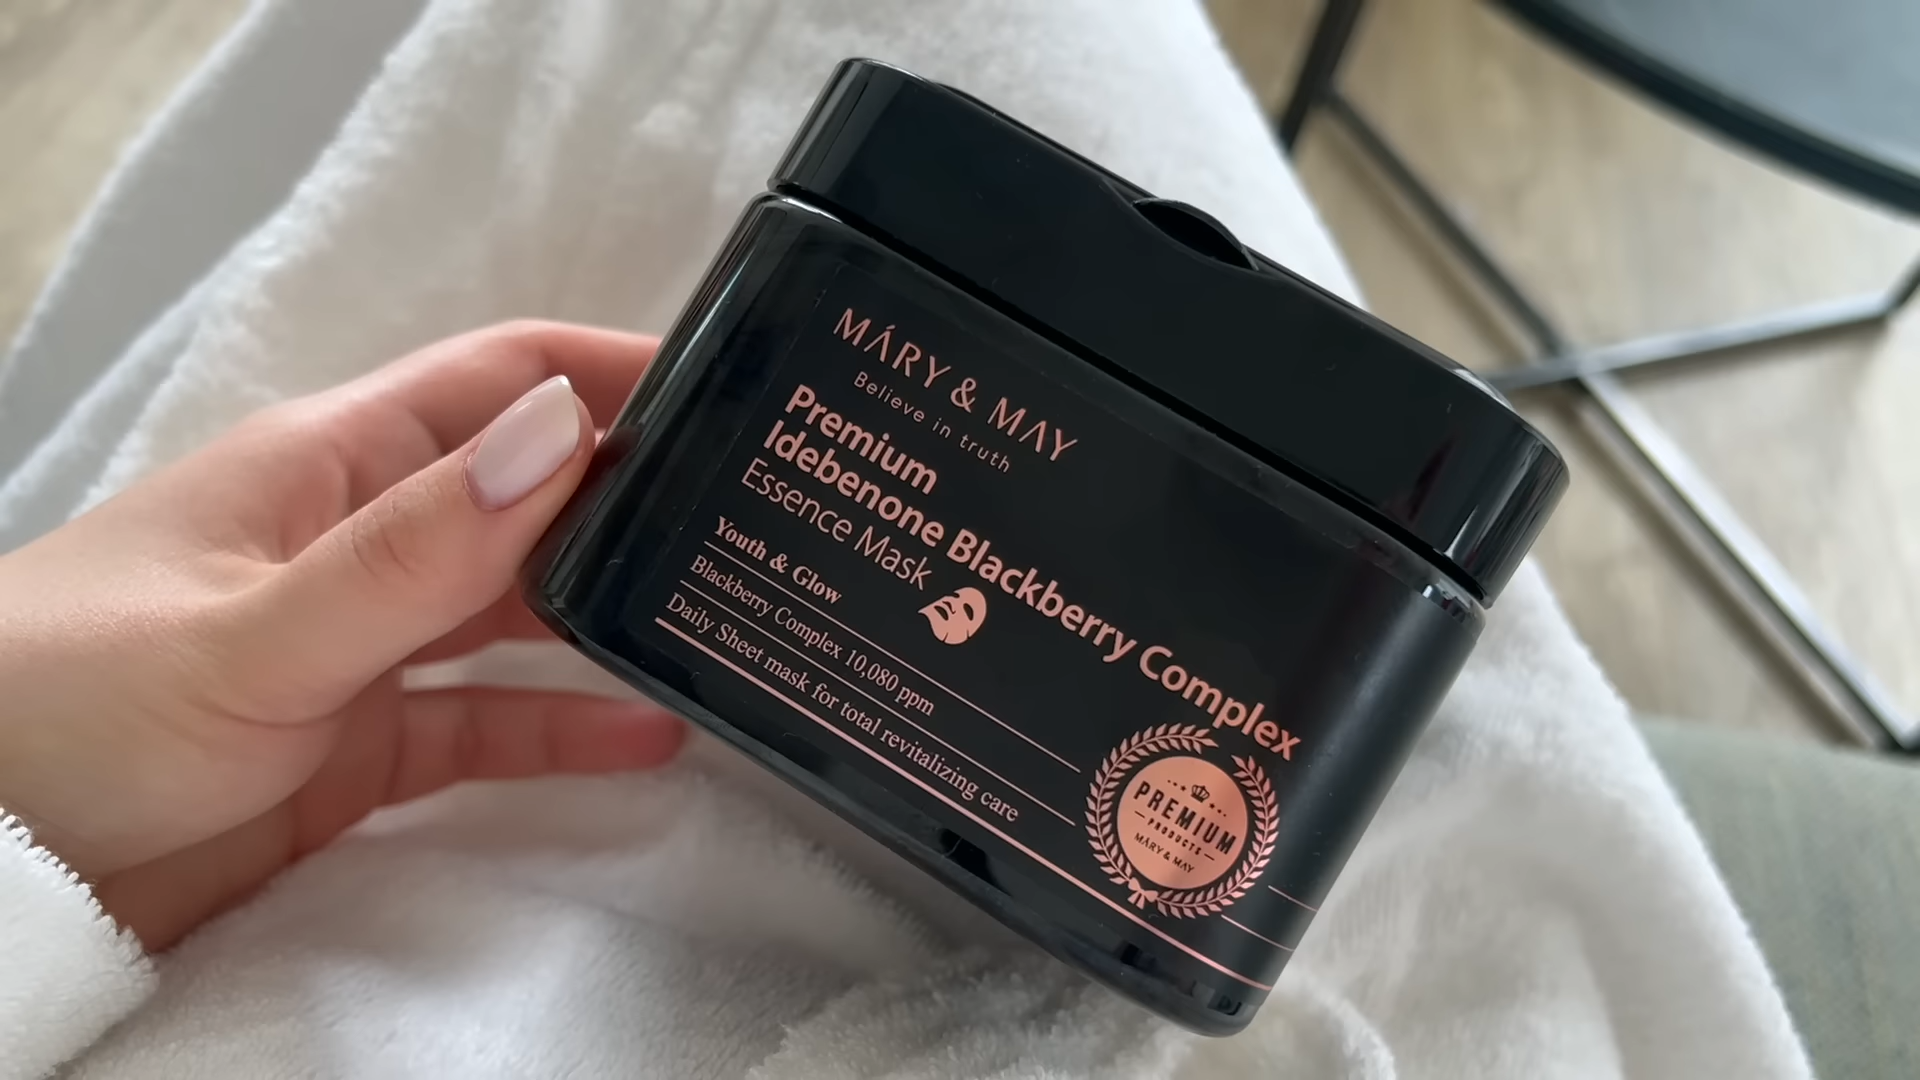 MÁRY & MAY
Believe in truth
Premium
Idebenone Blackberry Complex
Essence Mask
Youth & Glow
Blackberry Complex 10,080 ppm
Daily Sheet mask for total revitalizing care
PREMIUM
PRODUCTS
MÁRY & MAY